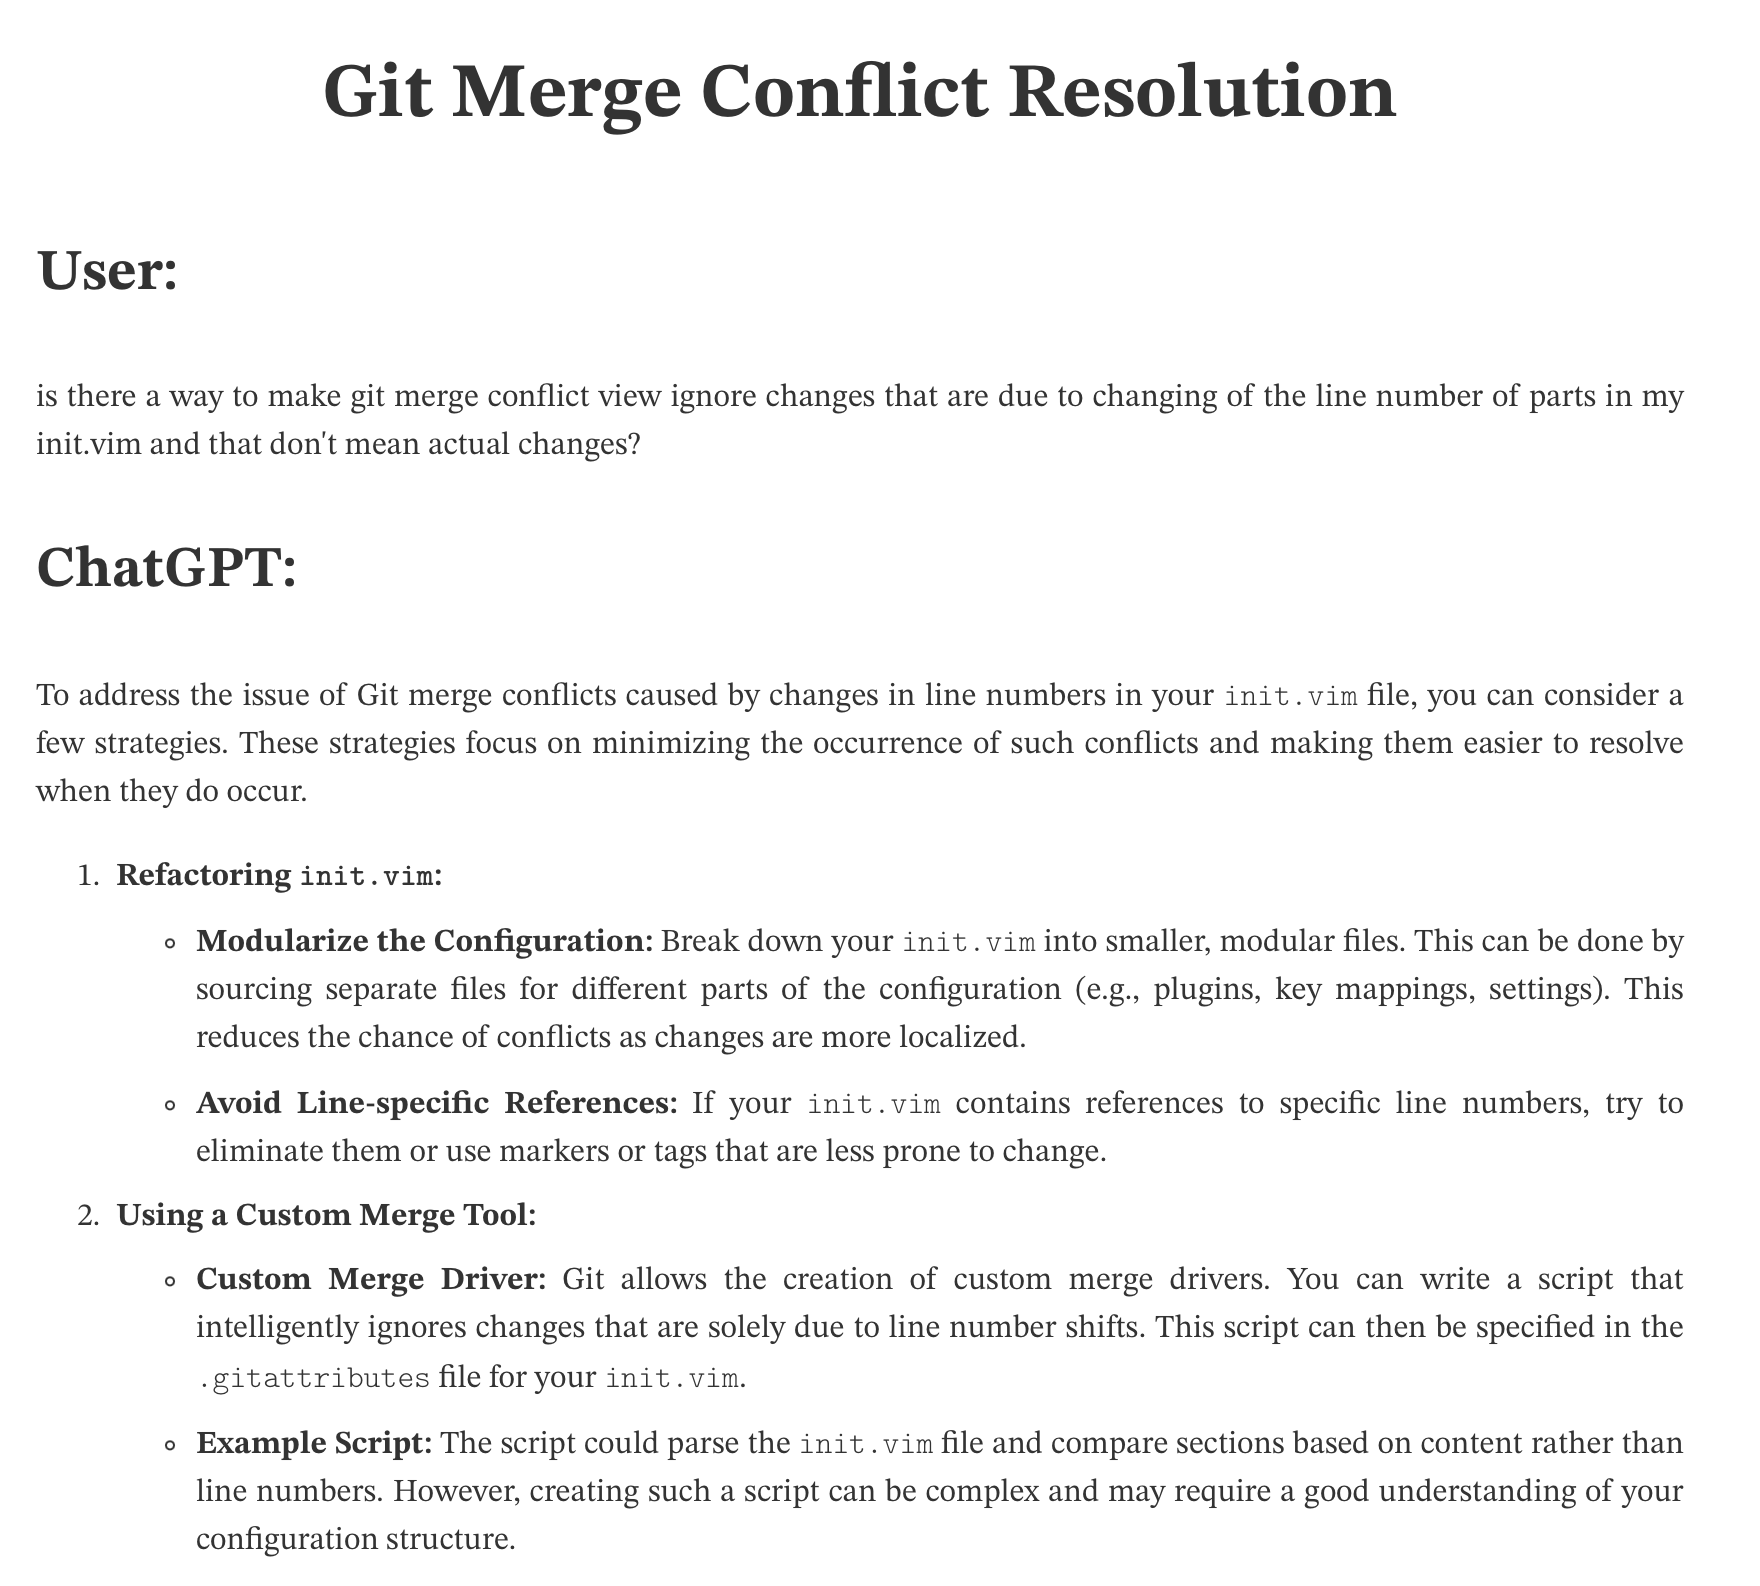 Git Merge Conflict Resolution
User:
is there a way to make git merge conflict view ignore changes that are due to changing of the line number of parts in my
init.vim and that don't mean actual changes?
ChatGPT:
To address the issue of Git merge conflicts caused by changes in line numbers in your init.vim file, you can consider a
few strategies. These strategies focus on minimizing the occurrence of such conflicts and making them easier to resolve
when they do occur.
1. Refactoring init.vim:
◦ Modularize the Configuration: Break down your init.vim into smaller, modular files. This can be done by
sourcing separate files for different parts of the configuration (e.g., plugins, key mappings, settings). This
reduces the chance of conflicts as changes are more localized.
◦ Avoid Line-specific References: If your init.vim contains references to specific line numbers, try to
eliminate them or use markers or tags that are less prone to change.
2. Using a Custom Merge Tool:
◦ Custom Merge Driver: Git allows the creation of custom merge drivers. You can write a script that
intelligently ignores changes that are solely due to line number shifts. This script can then be specified in the
.gitattributes file for your init.vim.
◦ Example Script: The script could parse the init.vim file and compare sections based on content rather than
line numbers. However, creating such a script can be complex and may require a good understanding of your
configuration structure.